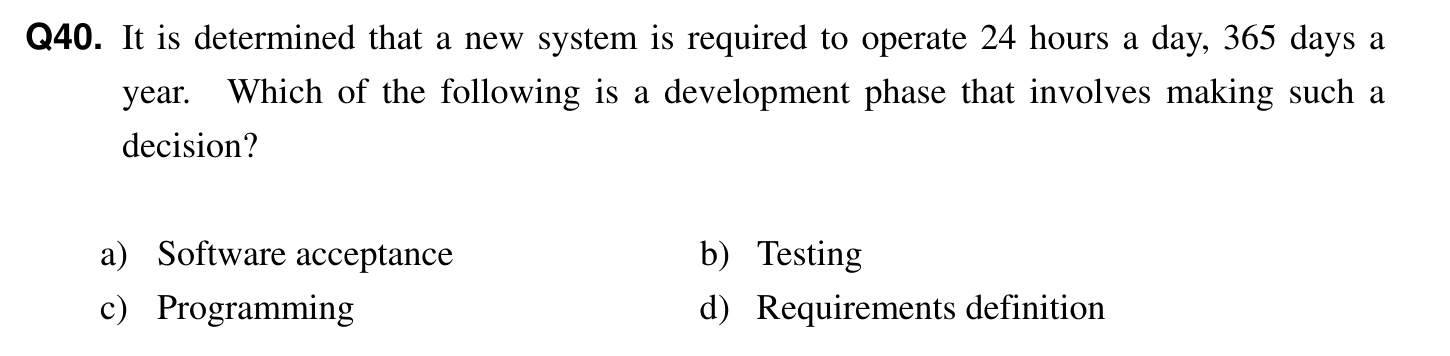 Q40. It is determined that a new system is required to operate 24 hours a day, 365 days a
year. Which of the following is a development phase that involves making such a
decision?
a) Software acceptance b) Testing
c) Programming d) Requirements definition